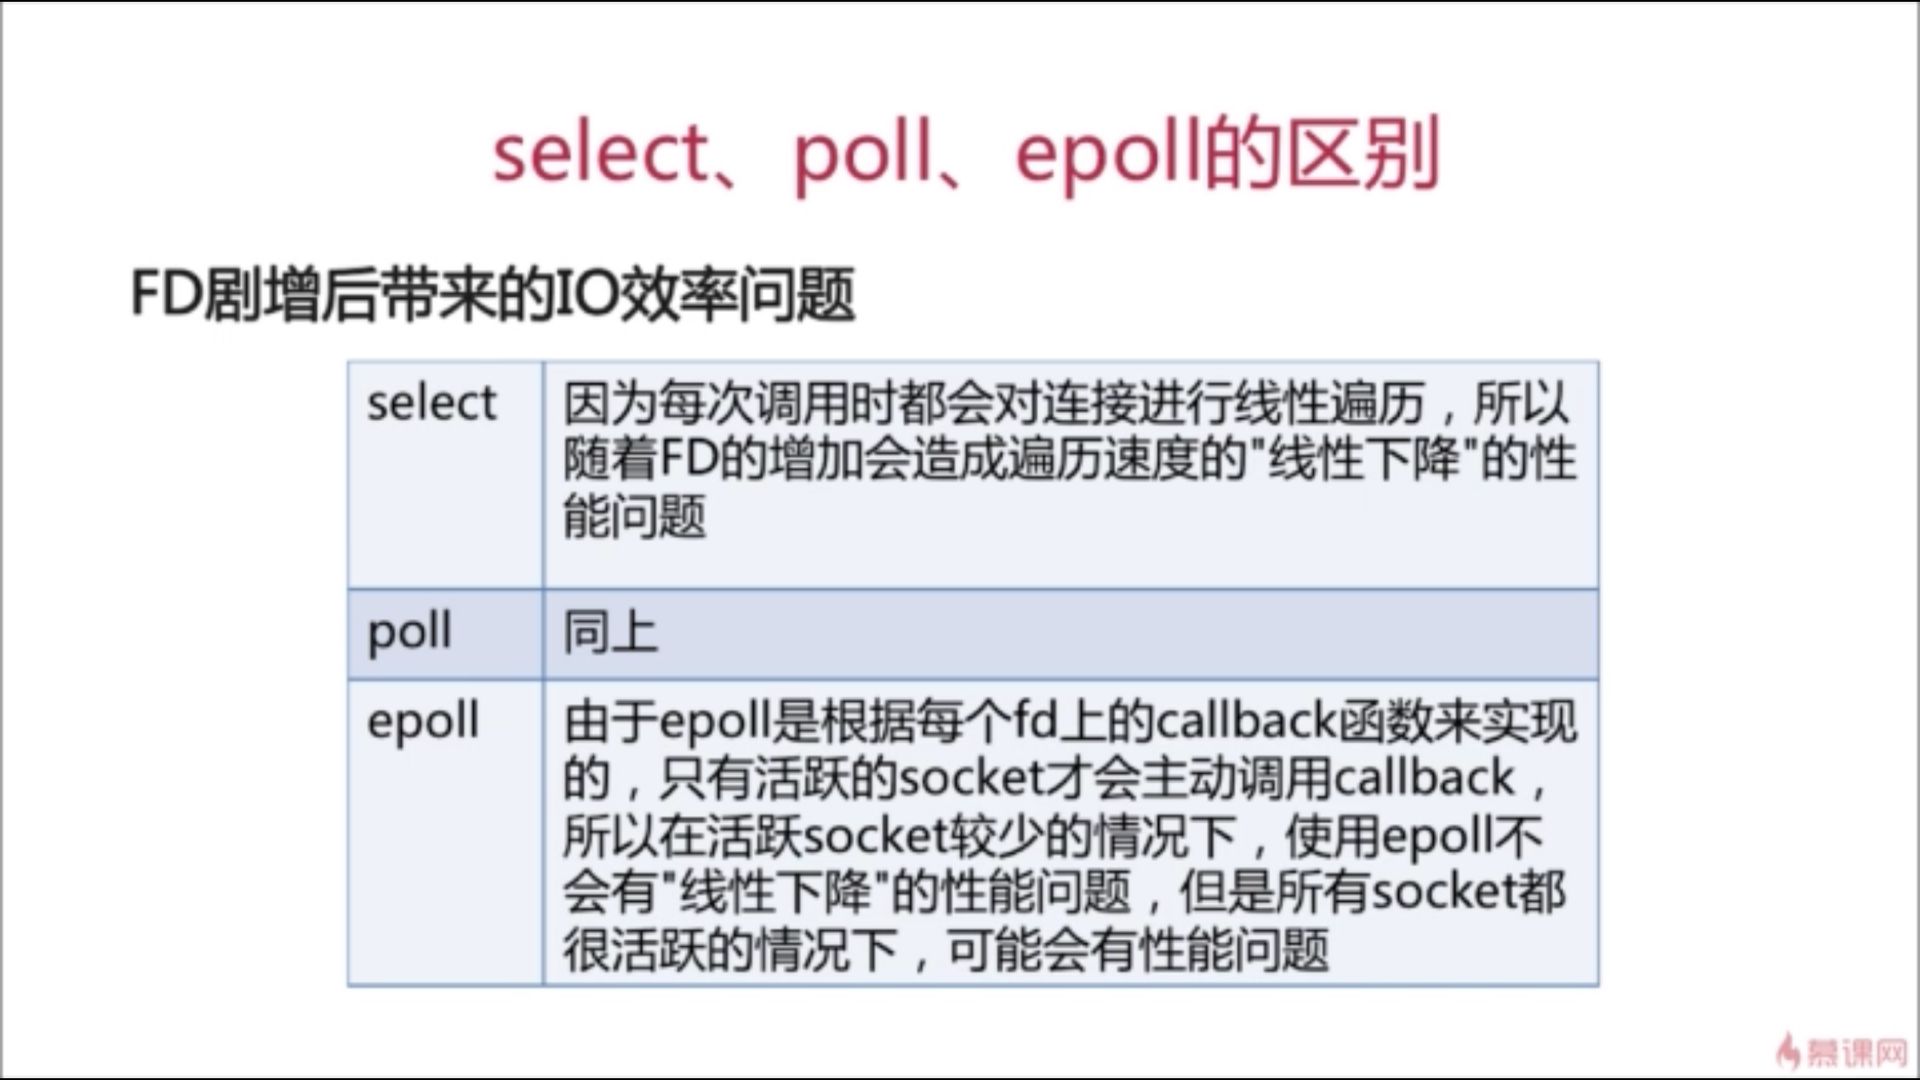 select、poll、epoll的区别
FD剧增后带来的IO效率问题
select
因为每次调用时都会对连接进行线性遍历，所以
随着FD的增加会造成遍历速度的"线性下降"的性
能问题
poll
同上
epoll
由于epoll是根据每个fd上的callback函数来实现
的，只有活跃的socket才会主动调用callback，
所以在活跃socket较少的情况下，使用epoll不
会有"线性下降"的性能问题，但是所有socket都
很活跃的情况下，可能会有性能问题
慕课网